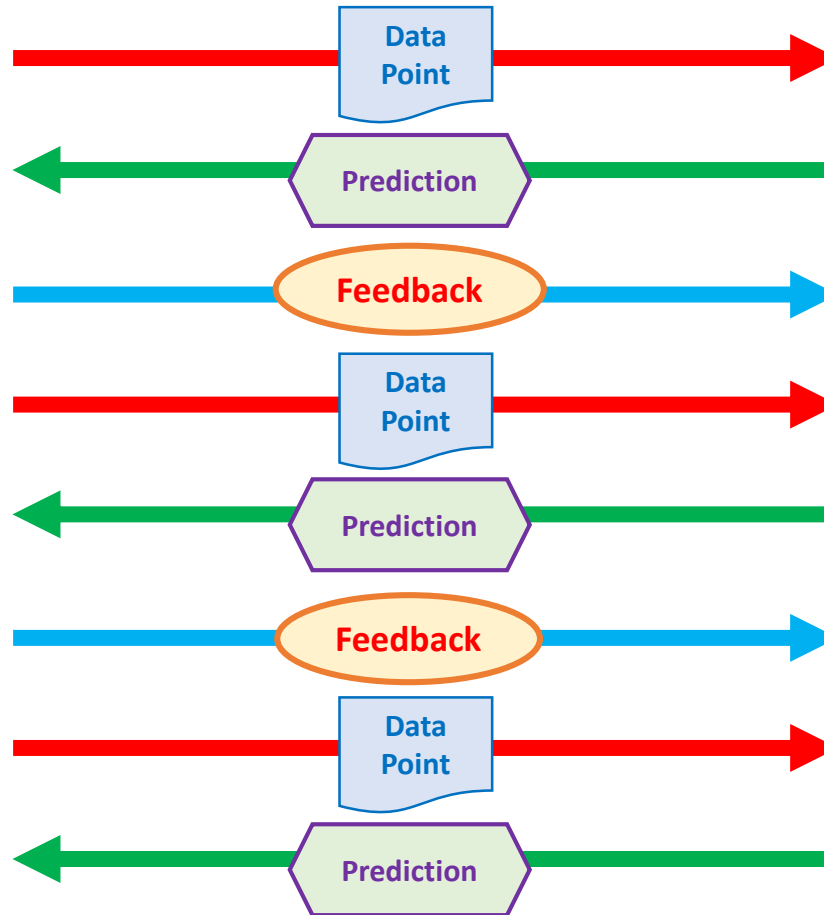 Data
Point
Prediction
Feedback
Data
Point
Prediction
Feedback
Data
Point
Prediction